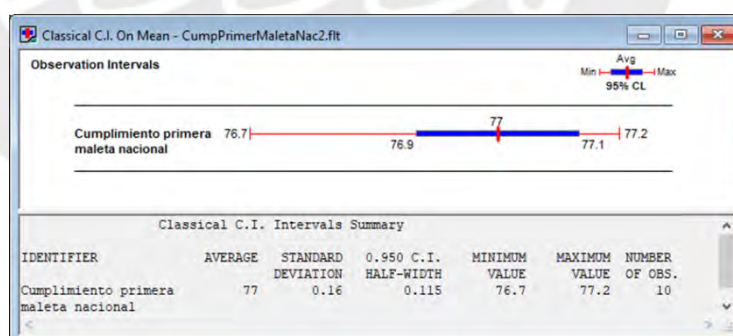 Classical C.I. On Mean - CumpPrimerMaletaNac2.flt
Observation Intervals
Avg
Min Max
95% CL
77
Cumplimiento primera 76.7 77.2
maleta nacional 76.9 77.1
Classical C.I. Intervals Summary
IDENTIFIER AVERAGE STANDARD 0.950 C.I. MINIMUM MAXIMUM NUMBER
DEVIATION HALF-WIDTH VALUE VALUE OF OBS.
Cumplimiento primera 77 0.16 0.115 76.7 77.2 10
maleta nacional